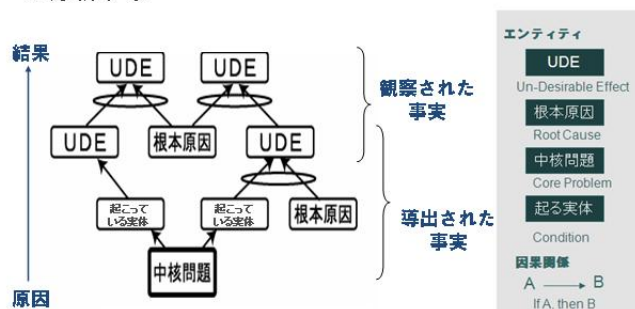 結果
UDE
UDE
UDE
根本原因
UDE
起こって
いる実体
起こって
いる実体
根本原因
中核問題
原因
観察された
事実
導出された
事実
エンティティ
UDE
Un-Desirable Effect
根本原因
Root Cause
中核問題
Core Problem
起る実体
Condition
因果関係
A → B
If A, then B